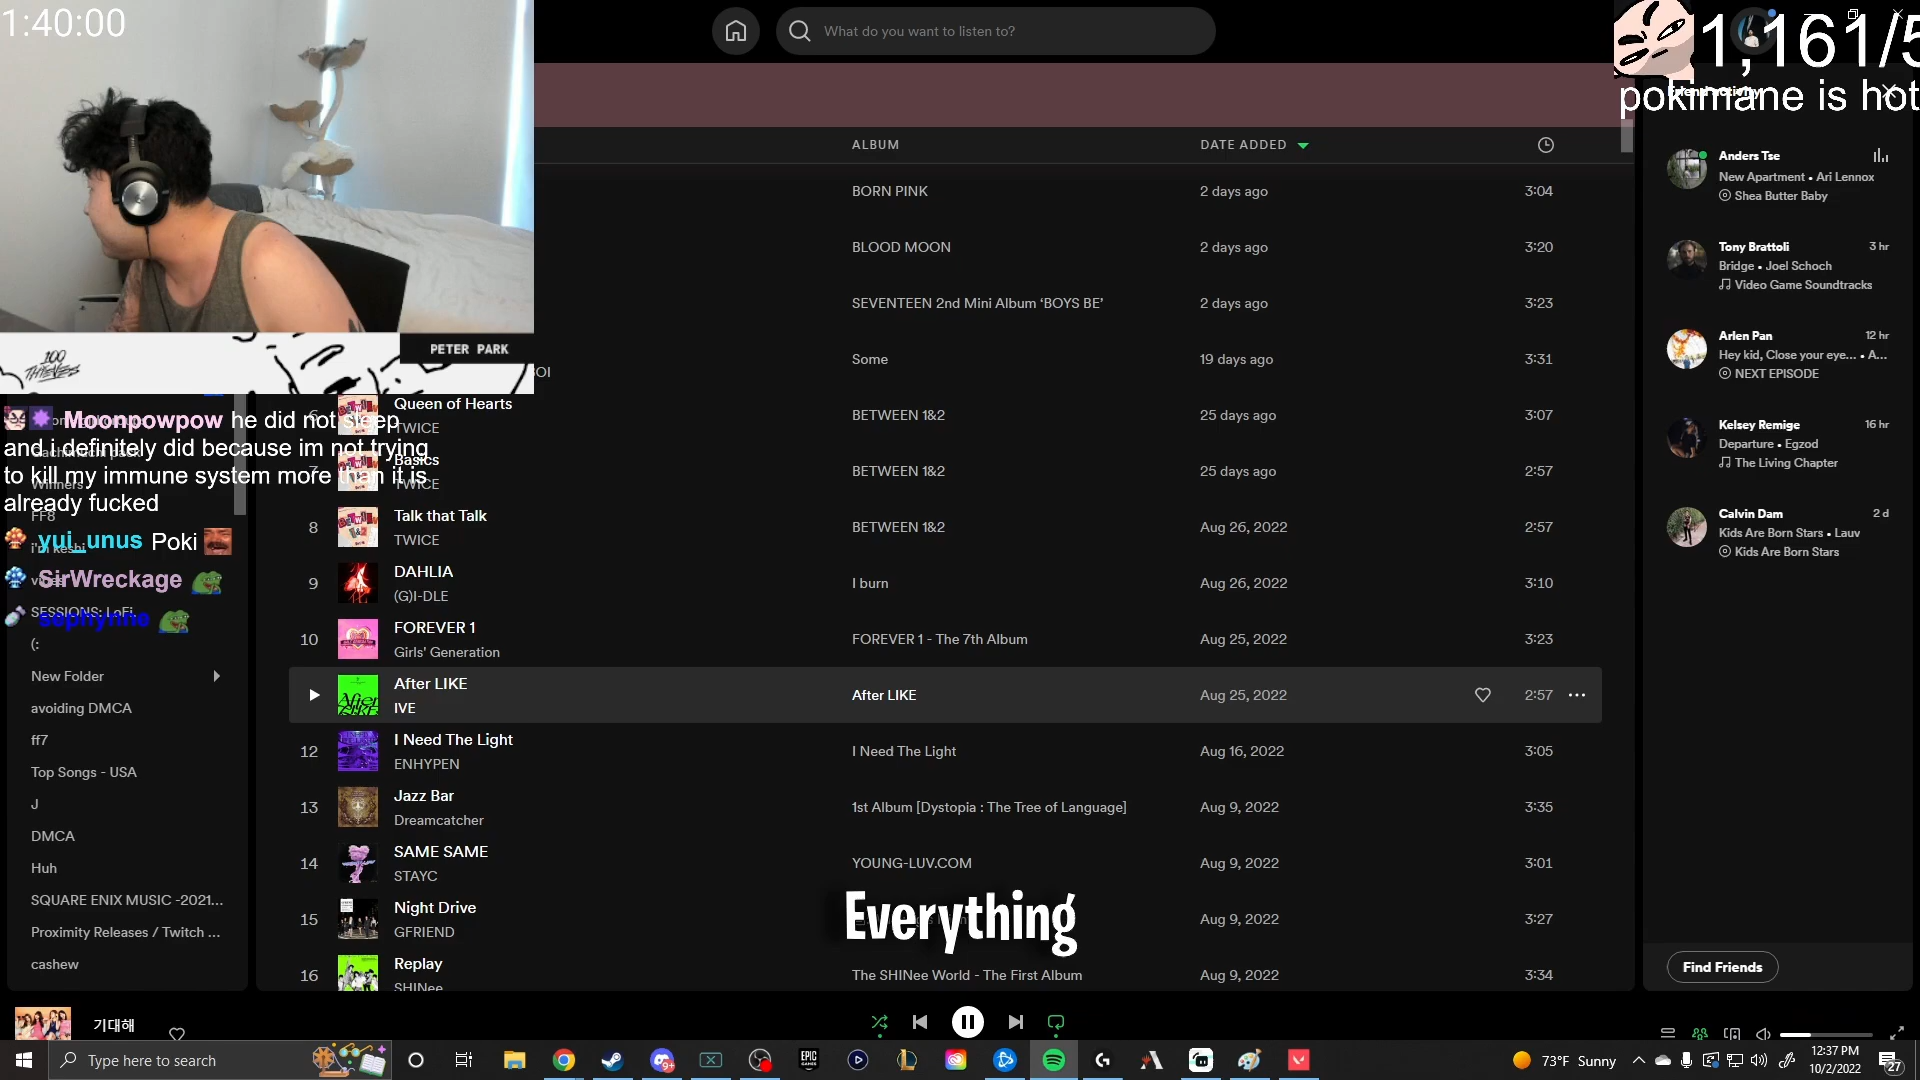 1:40:00
What do you want to listen to?
1,161/5
pokimane is hot
ALBUM
DATE ADDED
BORN PINK
2 days ago
3:04
BLOOD MOON
2 days ago
3:20
SEVENTEEN 2nd Mini Album ‘BOYS BE’
2 days ago
3:23
Some
19 days ago
3:31
100
THIEVES
PETER PARK
Moonpowpow he did not sleep
and i definitely did because im not trying
to kill my immune system more than it is
already fucked
yui_unus Poki
SirWreckage
sephynne
Winners
FF8
i'm keshi
SESSIONS: LoFi.
(:
New Folder
avoiding DMCA
ff7
Top Songs - USA
J
DMCA
Huh
SQUARE ENIX MUSIC -2021...
Proximity Releases / Twitch ...
cashew
Queen of Hearts
TWICE
BETWEEN 1&2
25 days ago
3:07
7
Basics
TWICE
BETWEEN 1&2
25 days ago
2:57
8
Talk that Talk
TWICE
BETWEEN 1&2
Aug 26, 2022
2:57
9
DAHLIA
(G)I-DLE
I burn
Aug 26, 2022
3:10
10
FOREVER 1
Girls' Generation
FOREVER 1 - The 7th Album
Aug 25, 2022
3:23
After LIKE
IVE
After LIKE
Aug 25, 2022
2:57
12
I Need The Light
ENHYPEN
I Need The Light
Aug 16, 2022
3:05
13
Jazz Bar
Dreamcatcher
1st Album [Dystopia : The Tree of Language]
Aug 9, 2022
3:35
14
SAME SAME
STAYC
YOUNG-LUV.COM
Aug 9, 2022
3:01
15
Night Drive
GFRIEND
Aug 9, 2022
3:27
Everything
16
Replay
SHINee
The SHINee World - The First Album
Aug 9, 2022
3:34
Friend activity
Anders Tse
New Apartment • Ari Lennox
Shea Butter Baby
Tony Brattoli
3 hr
Bridge • Joel Schoch
Video Game Soundtracks
Arlen Pan
12 hr
Hey kid, Close your eye... • A...
NEXT EPISODE
Kelsey Remige
16 hr
Departure • Egzod
The Living Chapter
Calvin Dam
2 d
Kids Are Born Stars • Lauv
Kids Are Born Stars
Find Friends
기대해
Type here to search
73°F Sunny
12:37 PM
10/2/2022
27